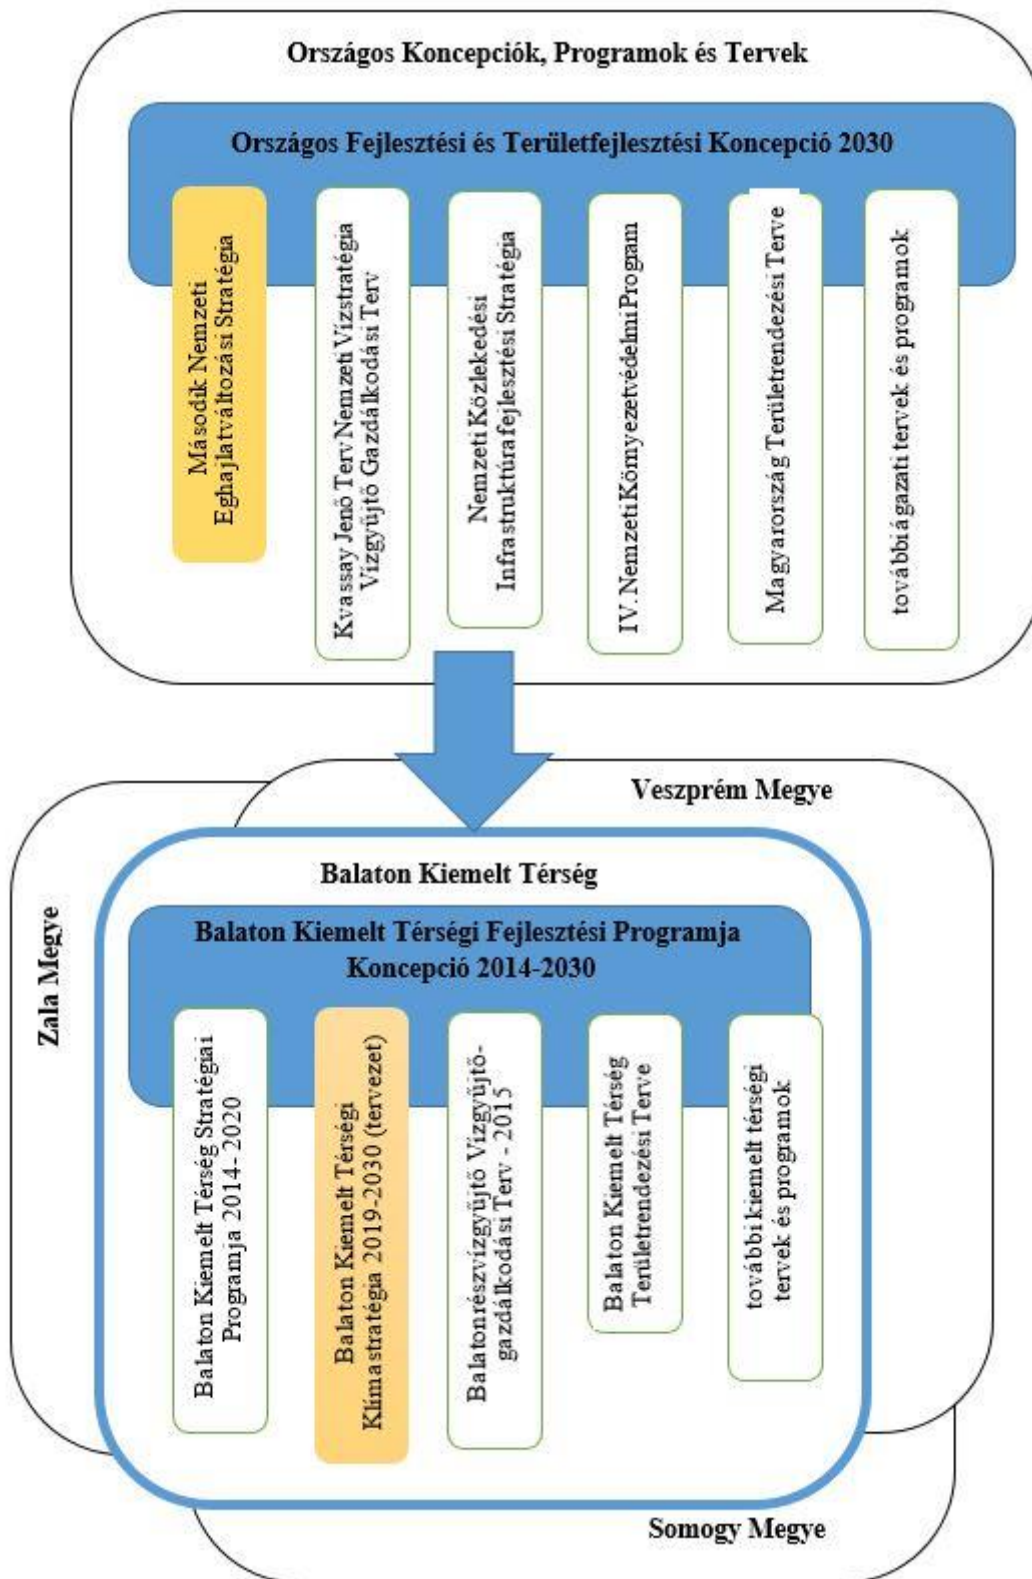 Országos Koncepciók, Programok és Tervek
Országos Fejlesztési és Területfejlesztési Koncepció 2030
Második Nemzeti
Eghajlatváltozási Stratégia
Kvassay Jenő Terv Nemzeti Vízstratégia
Vízgyűjtő Gazdálkodási Terv
Nemzeti Közlekedési
Infrastruktúrafejlesztési Stratégia
IV. Nemzeti Környezetvédelmi Program
Magyarország Területrendezési Terve
további ágazati tervek és programok
Veszprém Megye
Zala Megye
Balaton Kiemelt Térség
Balaton Kiemelt Térségi Fejlesztési Programja
Koncepció 2014-2030
Balaton Kiemelt Térség Stratégiai
Programja 2014-2020
Balaton Kiemelt Térségi
Klímastratégia 2019-2030 (tervezet)
Balatonrészvízgyűjtő Vízgyűjtő-
gazdálkodási Terv - 2015
Balaton Kiemelt Térség
Területrendezési Terve
további kiemelt térségi
tervek és programok
Somogy Megye